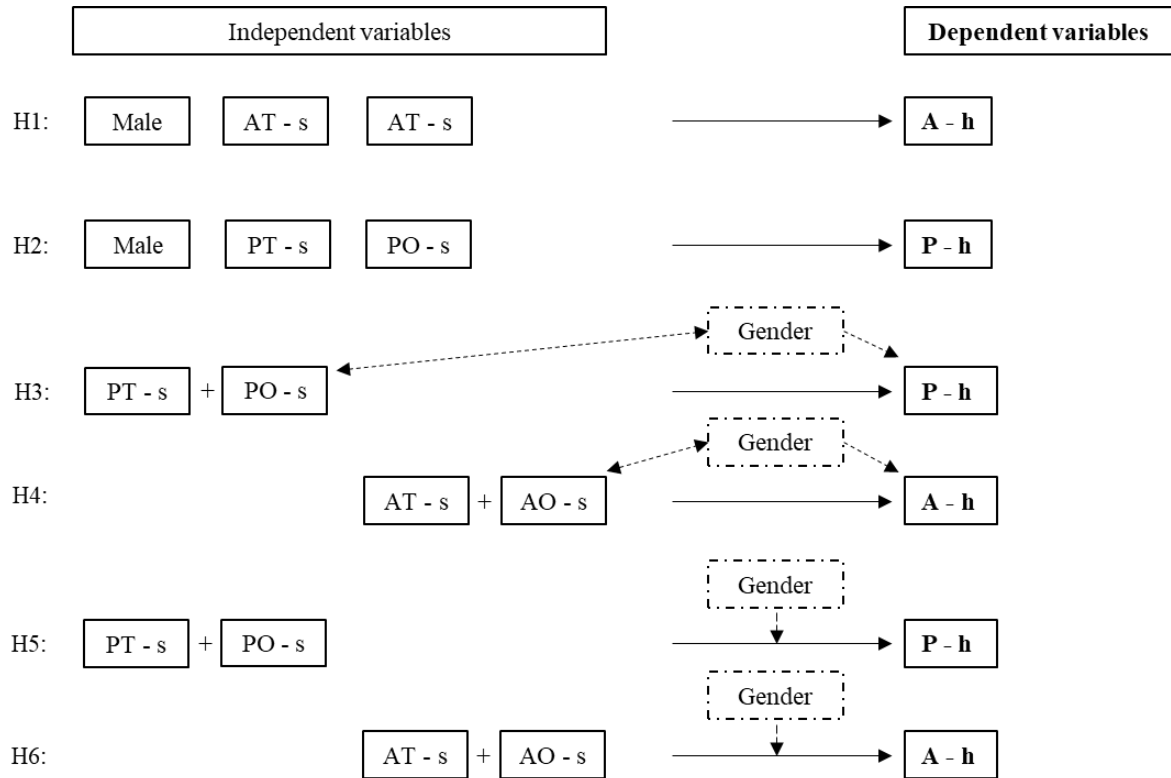 Independent variables Dependent variables
H1: Male AT - s AT - s A - h
H2: Male PT - s PO - s P - h
Gender
H3: PT - s + PO - s P - h
Gender
H4: AT - s + AO - s A - h
Gender
H5: PT - s + PO - s P - h
Gender
H6: AT - s + AO - s A - h